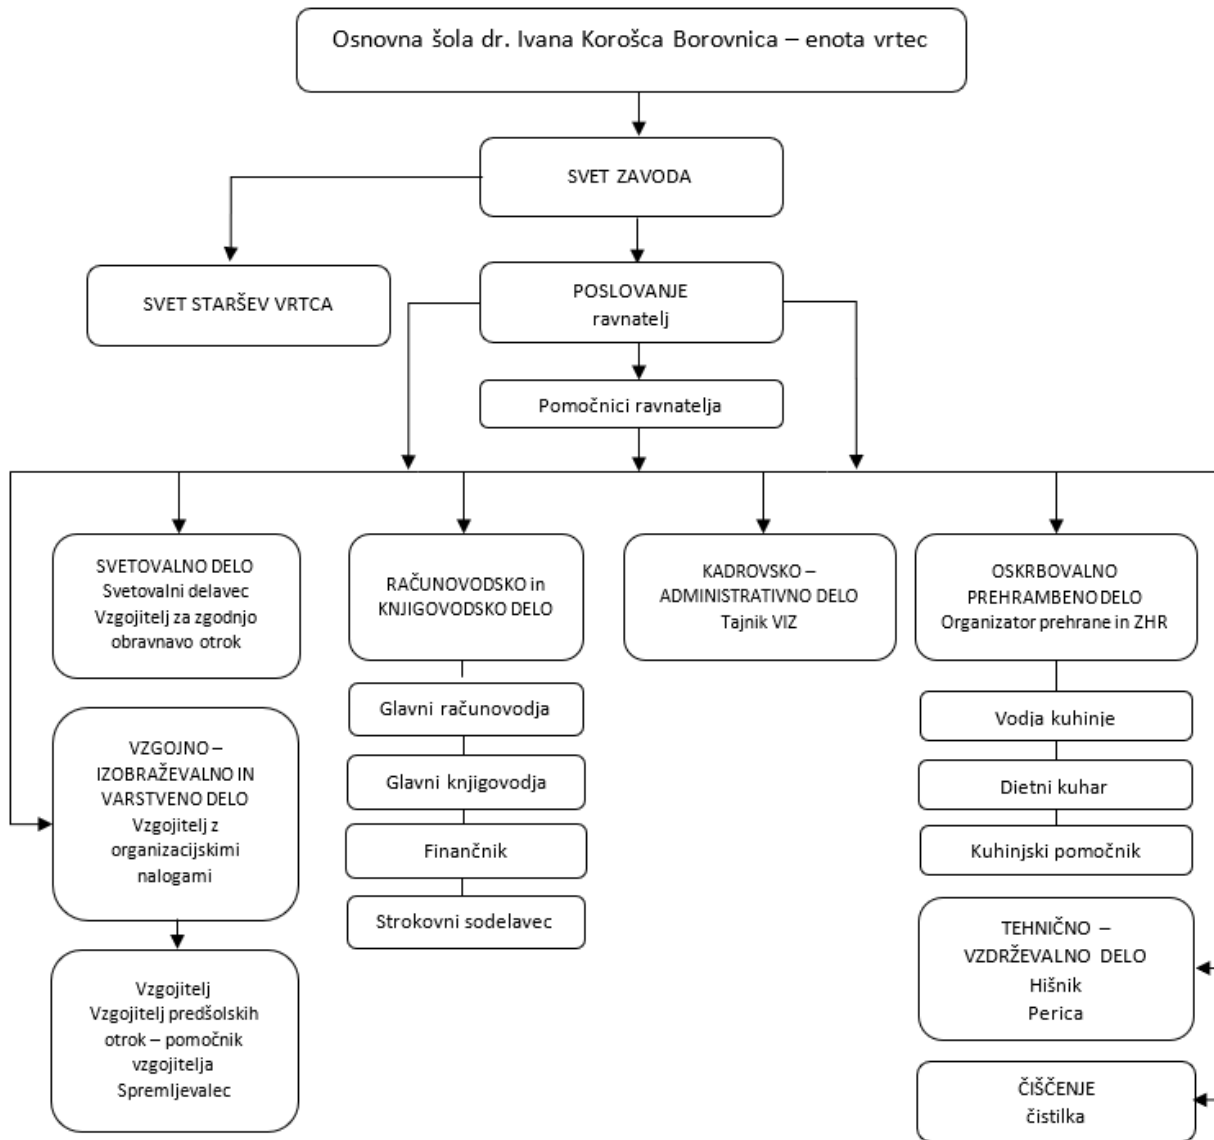 Osnovna šola dr. Ivana Korošca Borovnica – enota vrtec
SVET ZAVODA
SVET STARŠEV VRTCA
POSLOVANJE
ravnatelj
Pomočnici ravnatelja
SVETOVALNO DELO
Svetovalni delavec
Vzgojitelj za zgodnjo
obravnavo otrok
RAČUNOVODSKO in
KNJIGOVODSKO DELO
KADROVSKO –
ADMINISTRATIVNO DELO
Tajnik VIZ
OSKRBOVALNO
PREHRAMBENO DELO
Organizator prehrane in ZHR
VZGOJNO –
IZOBRAŽEVALNO IN
VARSTVENO DELO
Vzgojitelj z
organizacijskimi
nalogami
Glavni računovodja
Glavni knjigovodja
Finančnik
Strokovni sodelavec
Vodja kuhinje
Dietni kuhar
Kuhinjski pomočnik
Vzgojitelj
Vzgojitelj predšolskih
otrok – pomočnik
vzgojitelja
Spremljevalec
TEHNIČNO –
VZDRŽEVALNO DELO
Hišnik
Perica
ČIŠČENJE
čistilka